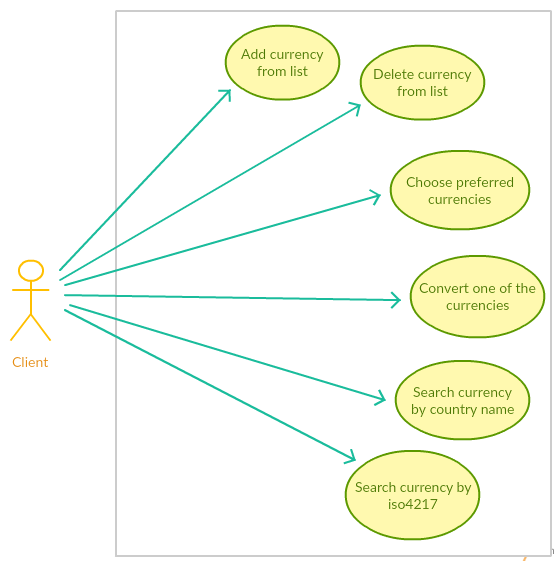 Add currency
from list
Delete currency
from list
Choose preferred
currencies
Convert one of the
currencies
Client
Search currency
by country name
Search currency by
iso4217